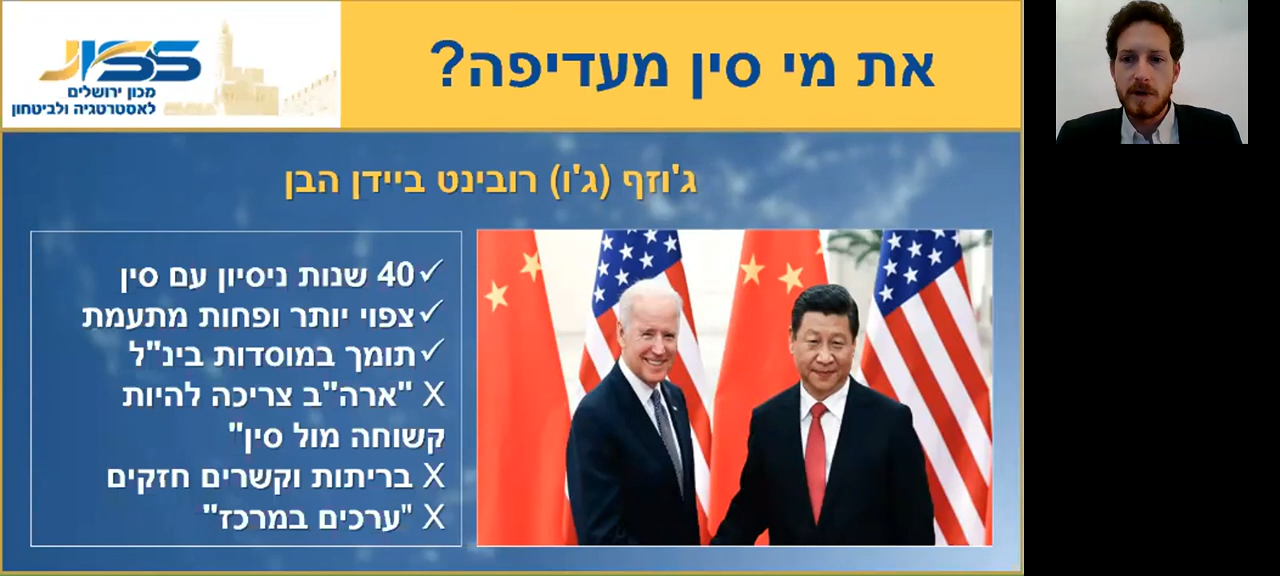 JISS
מכון ירושלים
לאסטרטגיה ולביטחון
את מי סין מעדיפה?
ג'וזף (ג'ו) רובינט ביידן הבן
✓40 שנות ניסיון עם סין
✓צפוי יותר ופחות מתעמת
✓תומך במוסדות בינ"ל
X "ארה"ב צריכה להיות
קשוחה מול סין"
X בריתות וקשרים חזקים
X "ערכים במרכז"